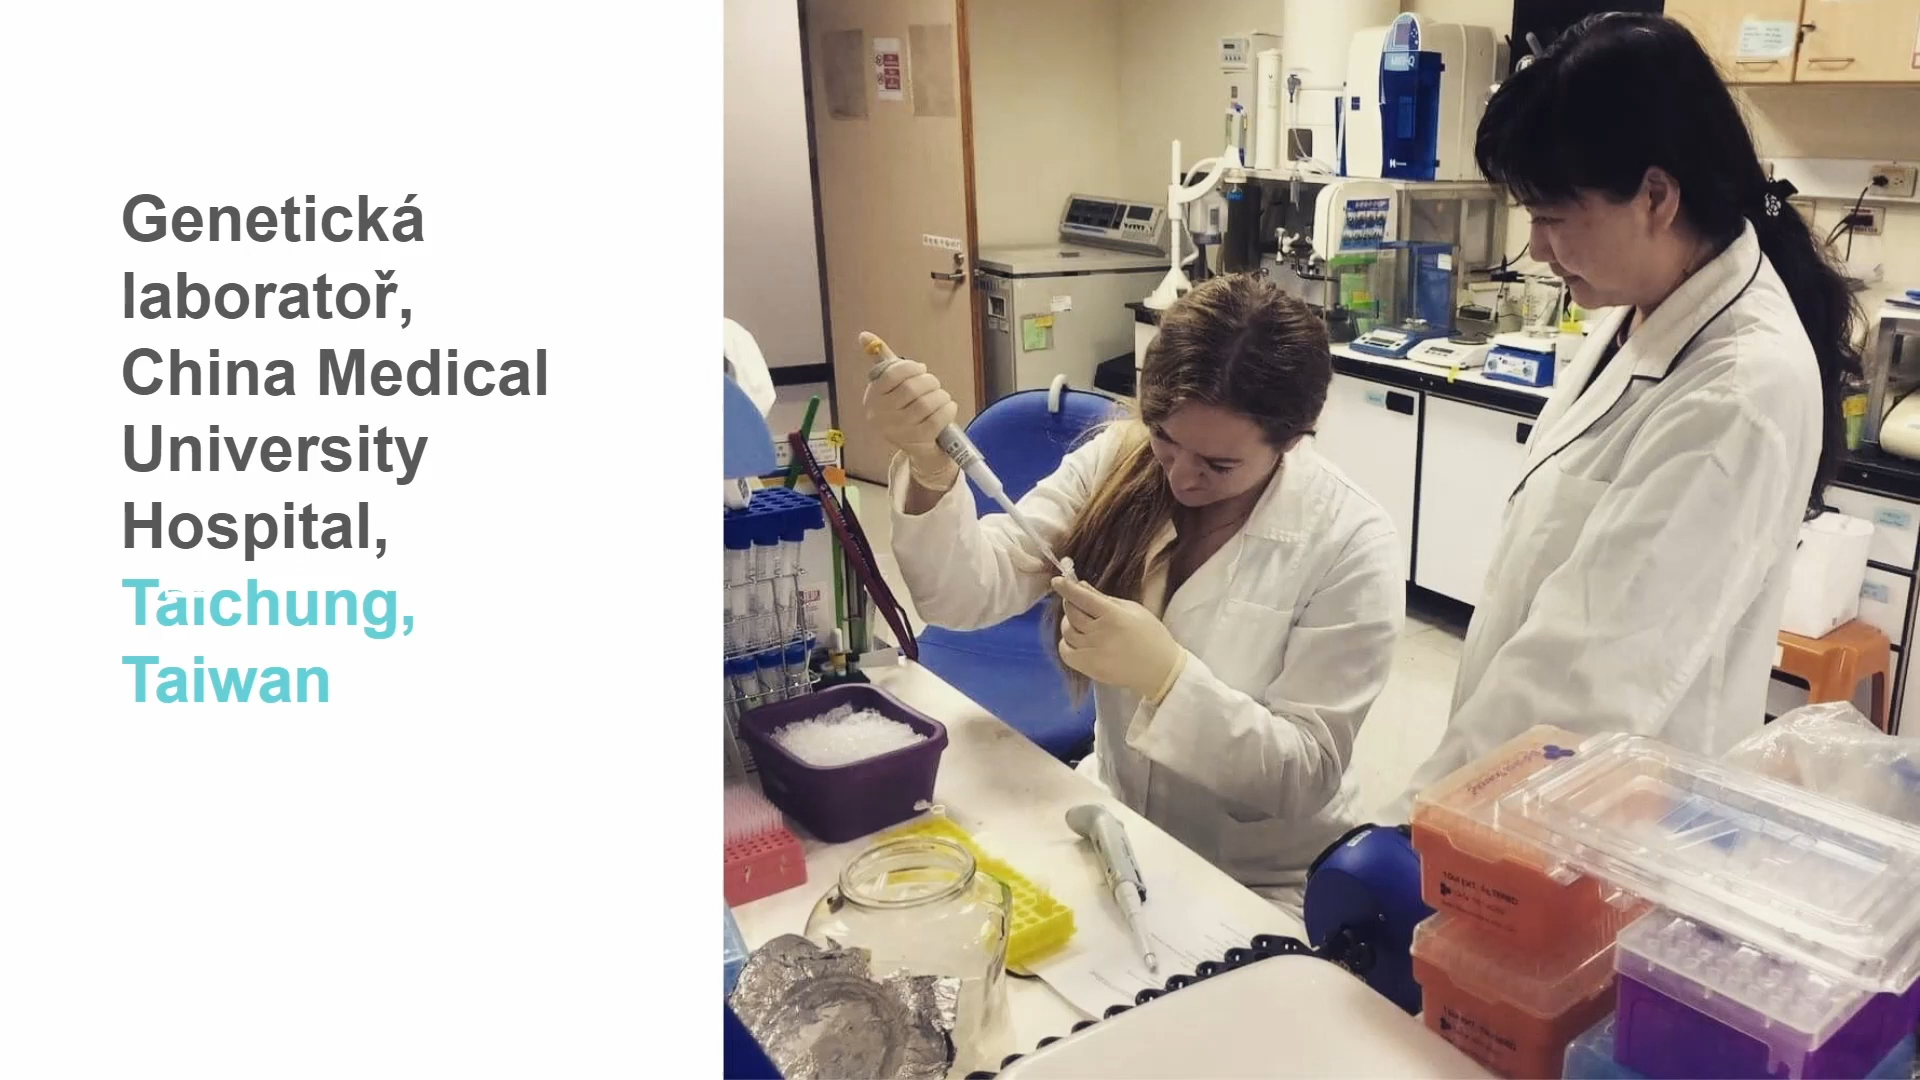 Genetická
laboratoř,
China Medical
University
Hospital,
Taichung,
Taiwan